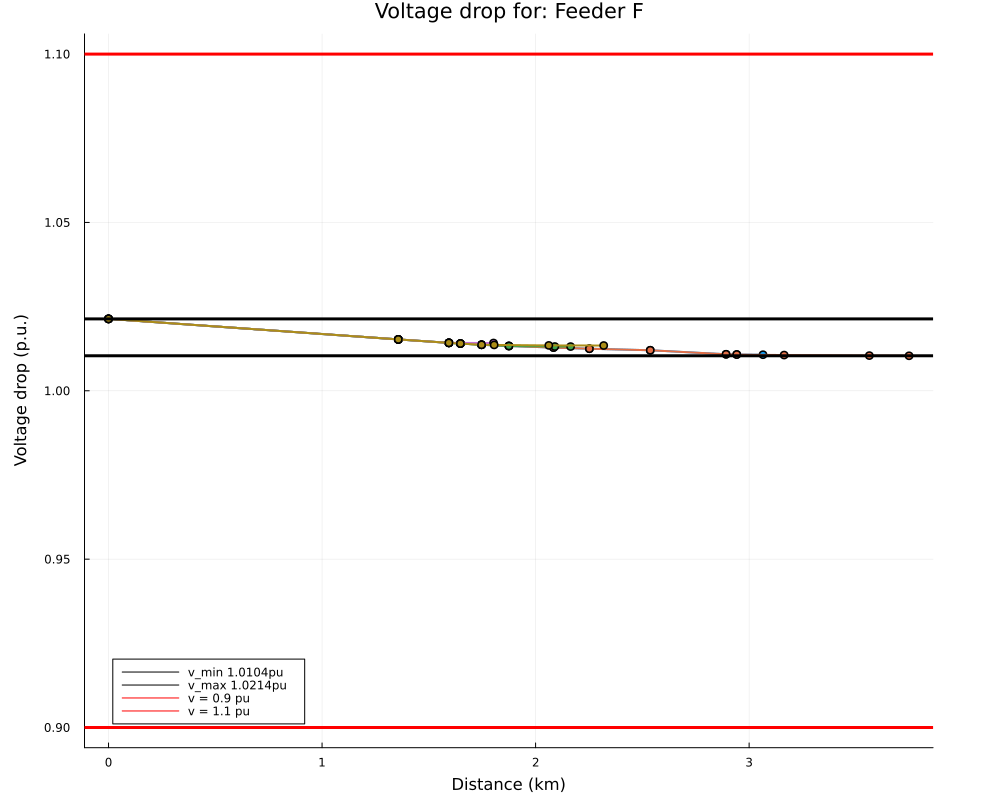 Voltage drop for: Feeder F
1.10
1.05
1.00
0.95
0.90
Voltage drop (p.u.)
v_min 1.0104pu
v_max 1.0214pu
v = 0.9 pu
v = 1.1 pu
0 1 2 3
Distance (km)